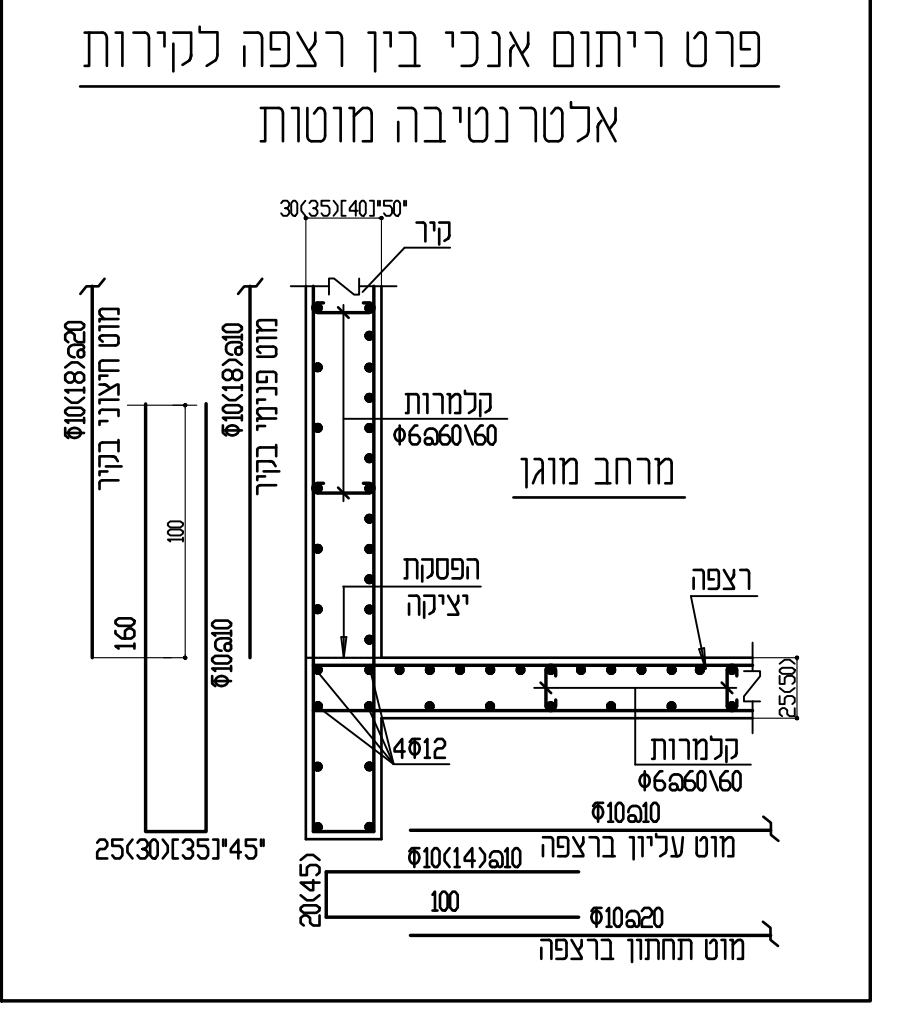 פרט ריתום אנכי בין רצפה לקירות
אלטרנטיבה מוטות
30(35)[40]"50"
קיר
Φ10(18)@20
מוט חיצוני בקיר
Φ10(18)@10
מוט פנימי בקיר
קלמרות
Φ6@60\60
מרחב מוגן
100
הפסקת
יציקה
רצפה
160
Φ10@10
25(50)
4Φ12
קלמרות
Φ6@60\60
25(30)[35]"45"
Φ10@10
מוט עליון ברצפה
20(45)
Φ10(14)@10
100
Φ10@20
מוט תחתון ברצפה